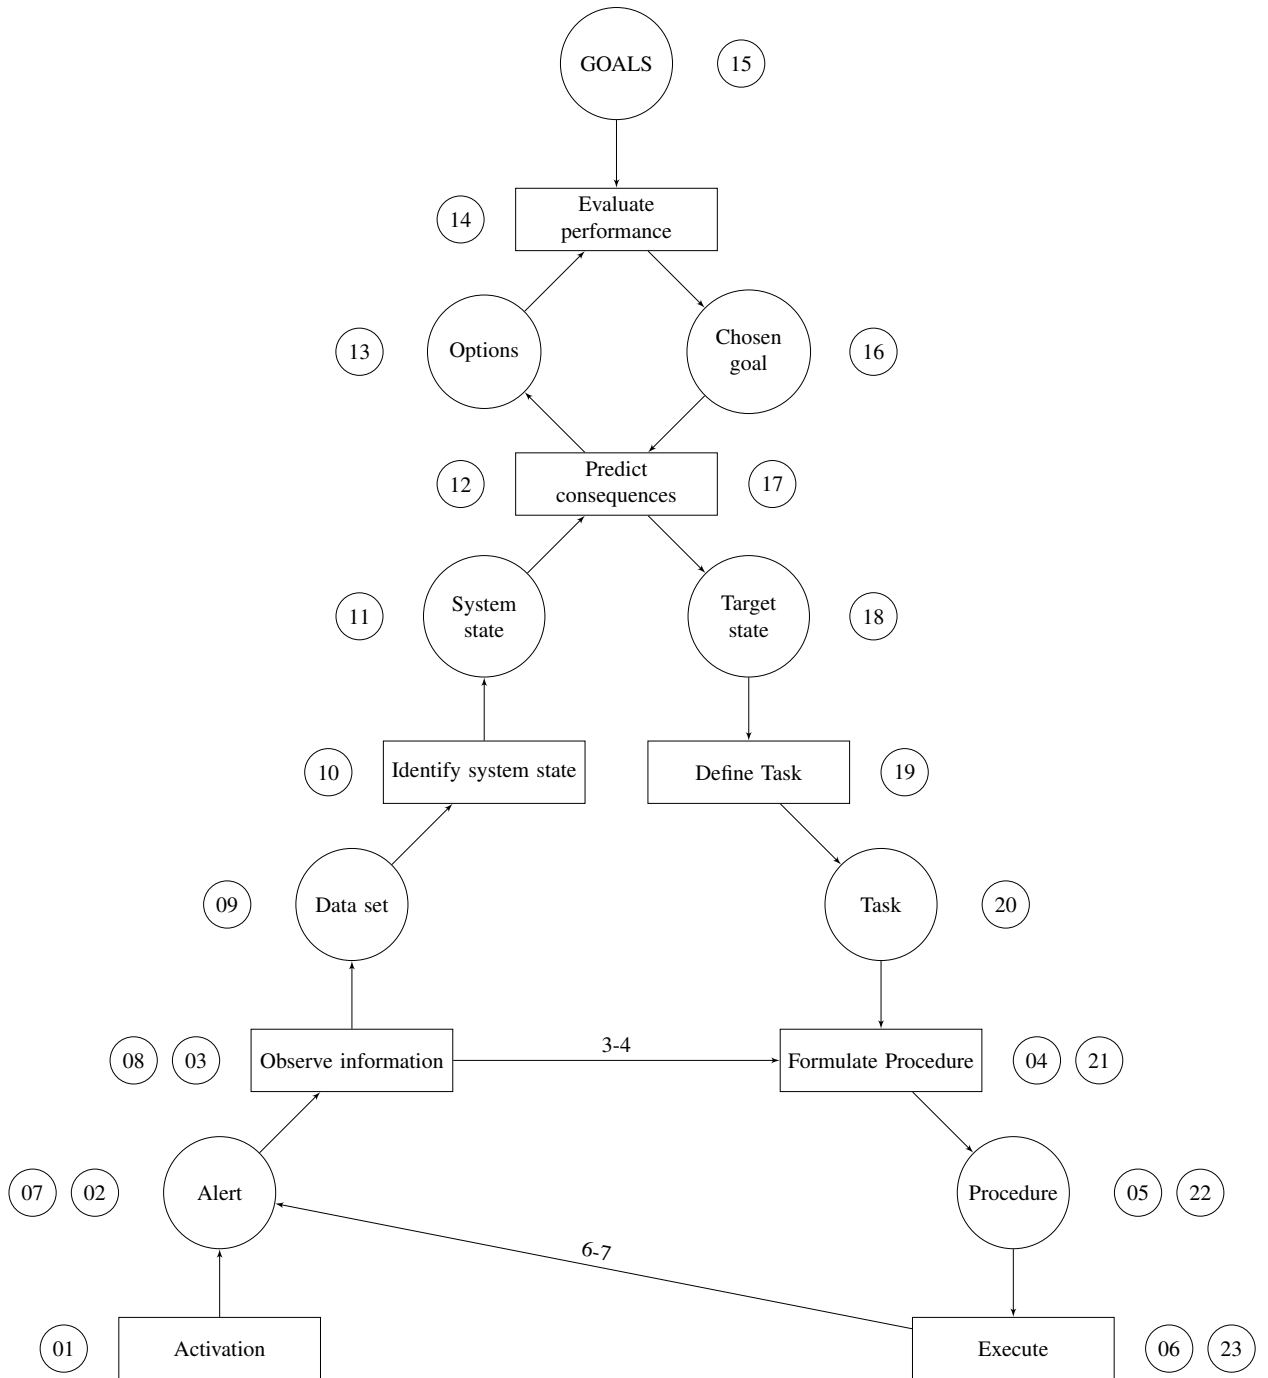 GOALS
15
14
Evaluate
performance
13
Options
Chosen
goal
16
12
Predict
consequences
17
11
System
state
Target
state
18
10
Identify system state
Define Task
19
09
Data set
Task
20
08
03
Observe information
3-4
Formulate Procedure
04
21
07
02
Alert
Procedure
05
22
6-7
01
Activation
Execute
06
23